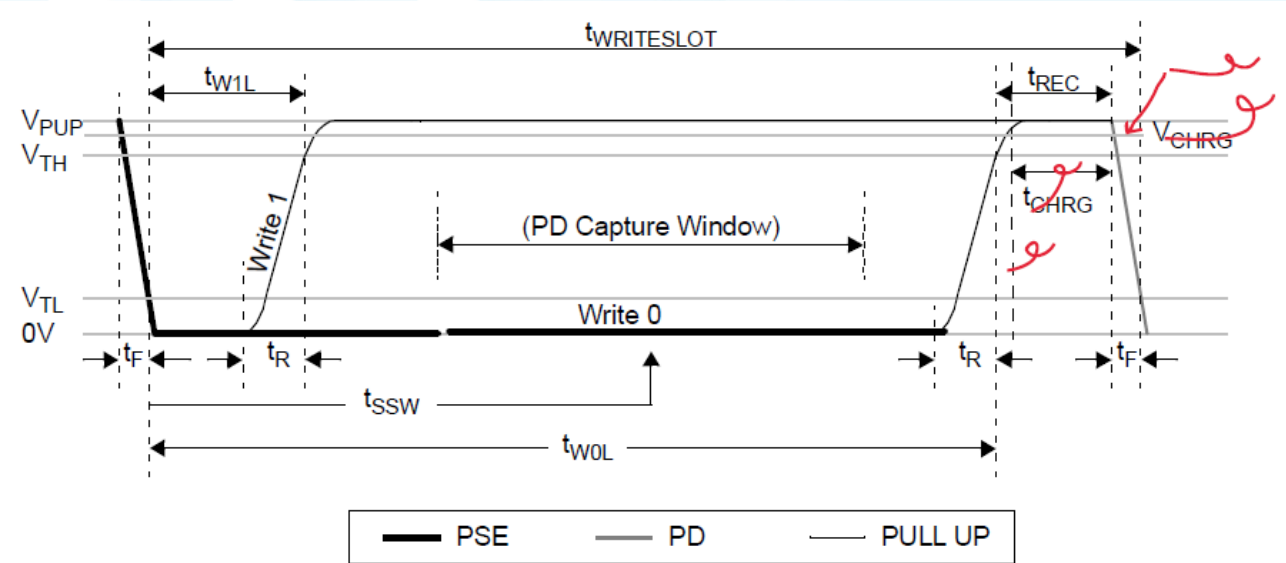 tWRITESLOT
tW1L
tREC
VPUP
VCHRG
VTH
tCHRG
Write 1
(PD Capture Window)
VTL
Write 0
0V
tF
tR
tR
tF
tSSW
tW0L
PSE PD PULL UP